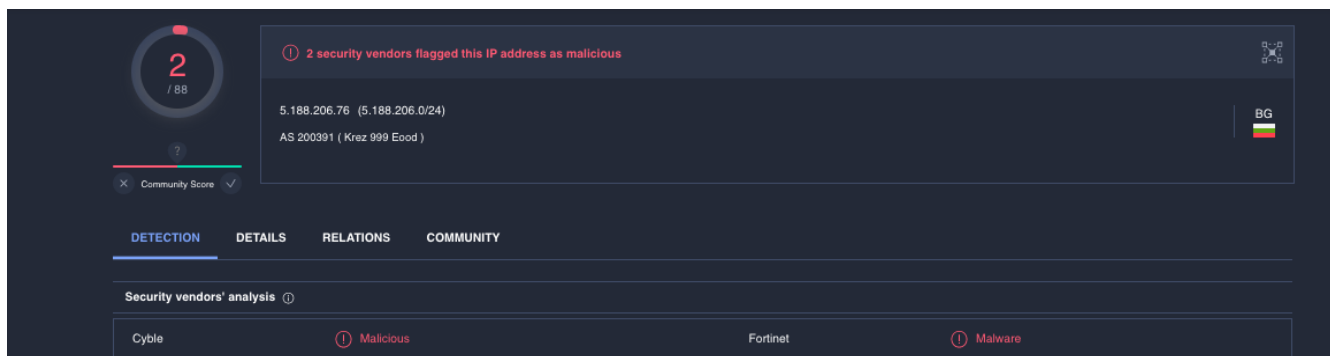 2
/ 88
?
Community Score
2 security vendors flagged this IP address as malicious
5.188.206.76 (5.188.206.0/24)
AS 200391 ( Krez 999 Eood )
BG
DETECTION DETAILS RELATIONS COMMUNITY
Security vendors' analysis
Cyble Malicious Fortinet Malware